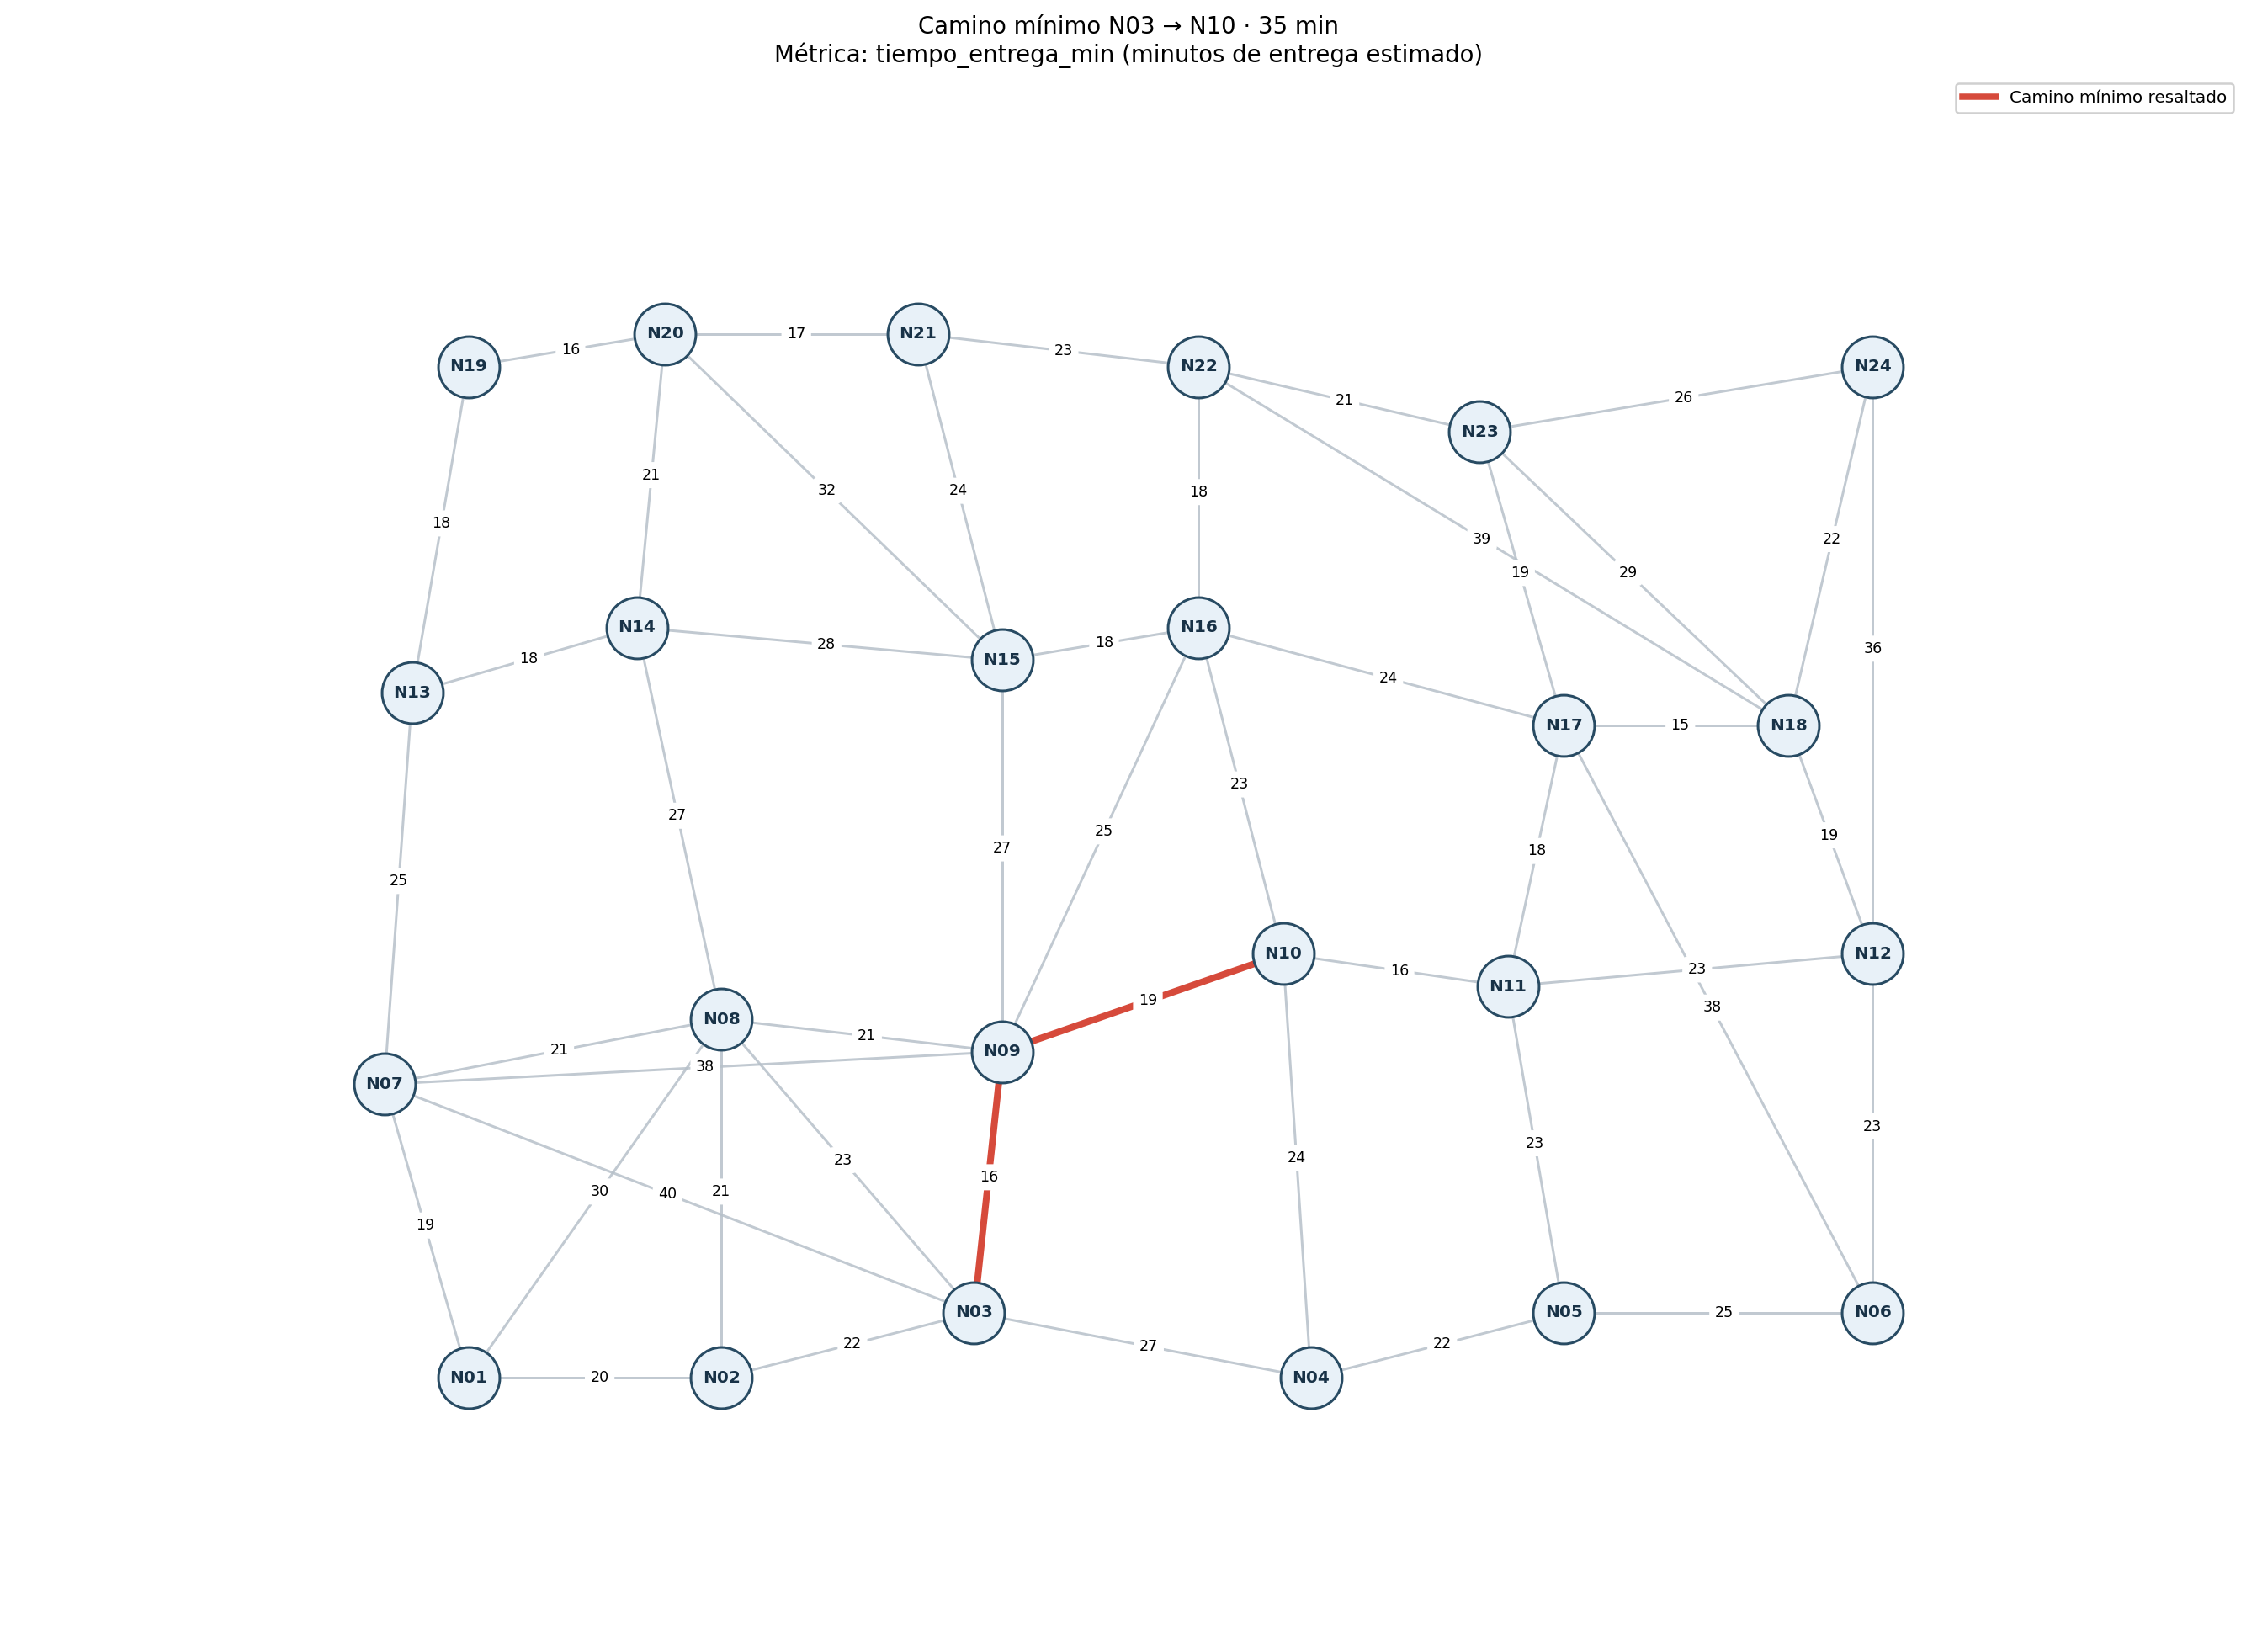 Camino mínimo N03 → N10 · 35 min
Métrica: tiempo_entrega_min (minutos de entrega estimado)
Camino mínimo resaltado
N20
17
N21
N19
16
23
N22
N24
21
26
N23
21
32
24
18
18
39
19
29
22
N14
28
N15
18
N16
36
18
24
N13
N17
15
N18
27
23
25
27
18
19
25
N10
N12
16
23
N11
19
38
N08
21
N09
21
38
N07
24
23
23
23
16
30
40
21
19
N03
N05
25
N06
22
27
22
N01
20
N02
N04